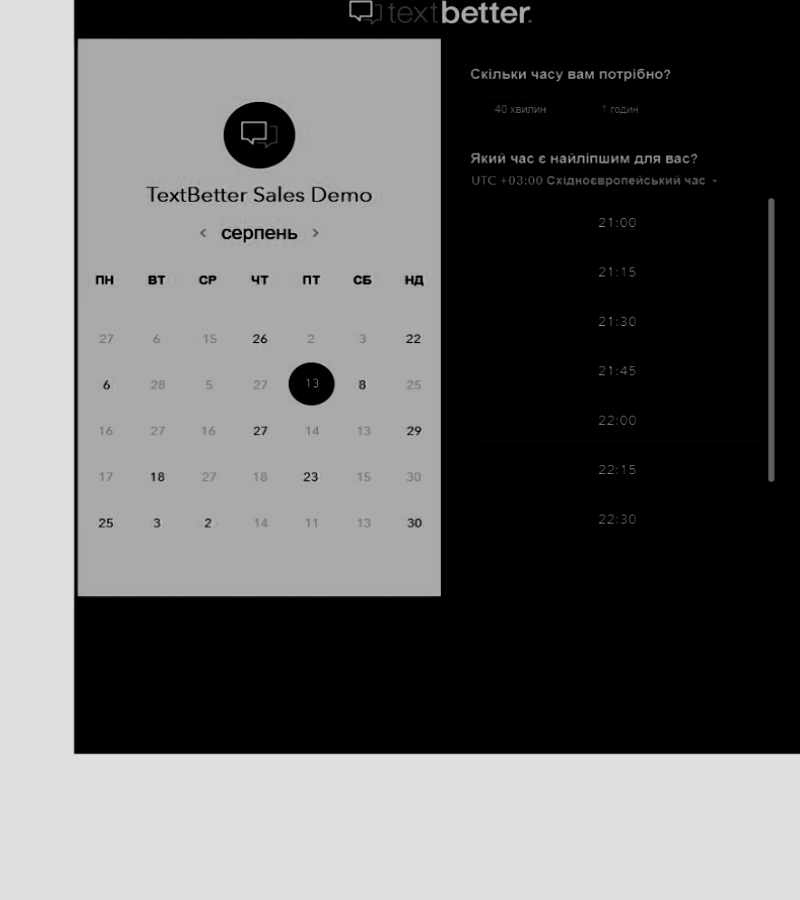 textbetter.
TextBetter Sales Demo
< серпень >
ПН ВТ СР ЧТ ПТ СБ НД
27 6 15 26 2 3 22
6 28 5 27 13 8 25
16 27 16 27 14 13 29
17 18 27 18 23 15 30
25 3 2 14 11 13 30
Скільки часу вам потрібно?
40 хвилин 1 годин
Який час є найліпшим для вас?
UTC +03:00 Східноєвропейський час
21:00
21:15
21:30
21:45
22:00
22:15
22:30